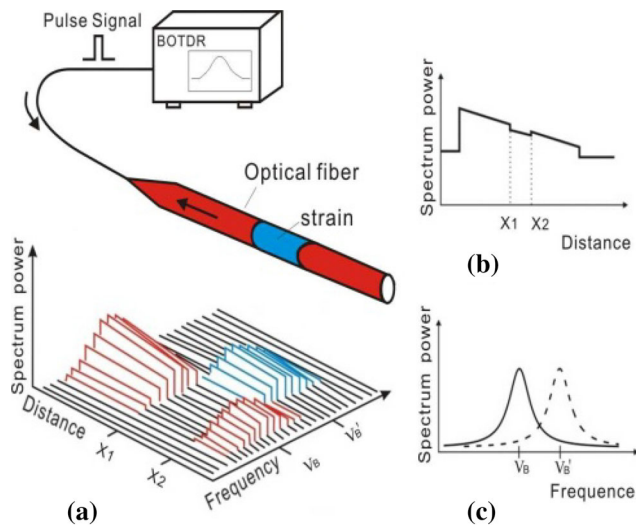 Pulse Signal
BOTDR
Optical fiber
strain
Spectrum power
Distance
X1
X2
Frequency
VB
VB'
(a)
Spectrum power
X1
X2
Distance
(b)
Spectrum power
VB
VB'
Frequence
(c)